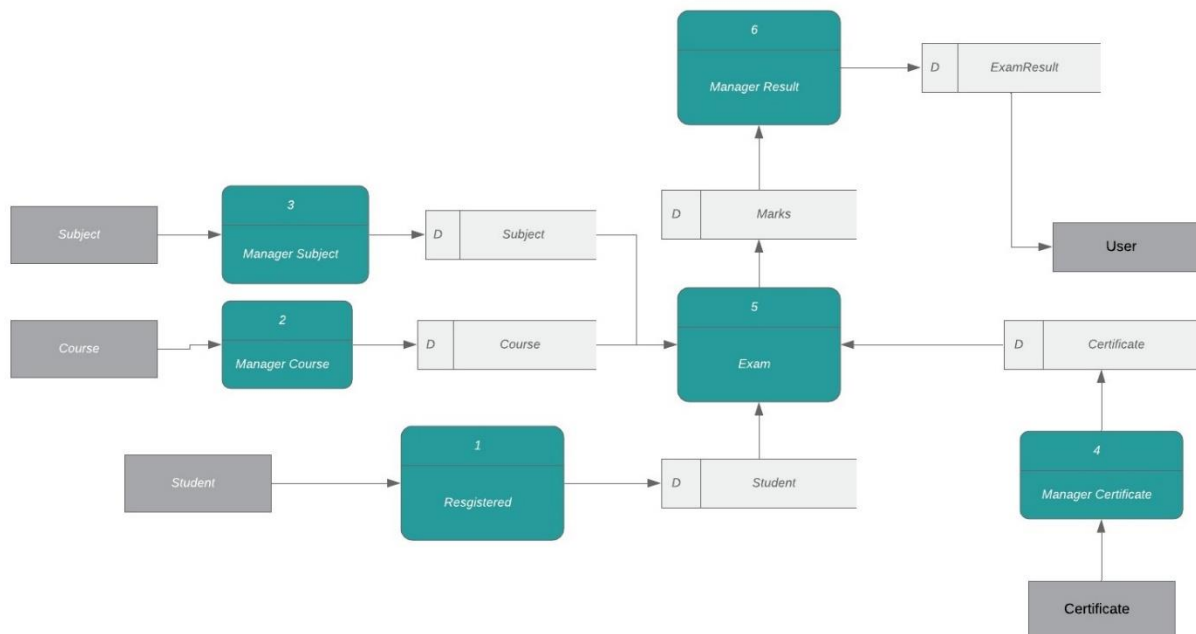 6
Manager Result
D
ExamResult
3
Manager Subject
Subject
D
Subject
D
Marks
User
2
Manager Course
Course
D
Course
5
Exam
D
Certificate
1
Resgistered
Student
D
Student
4
Manager Certificate
Certificate